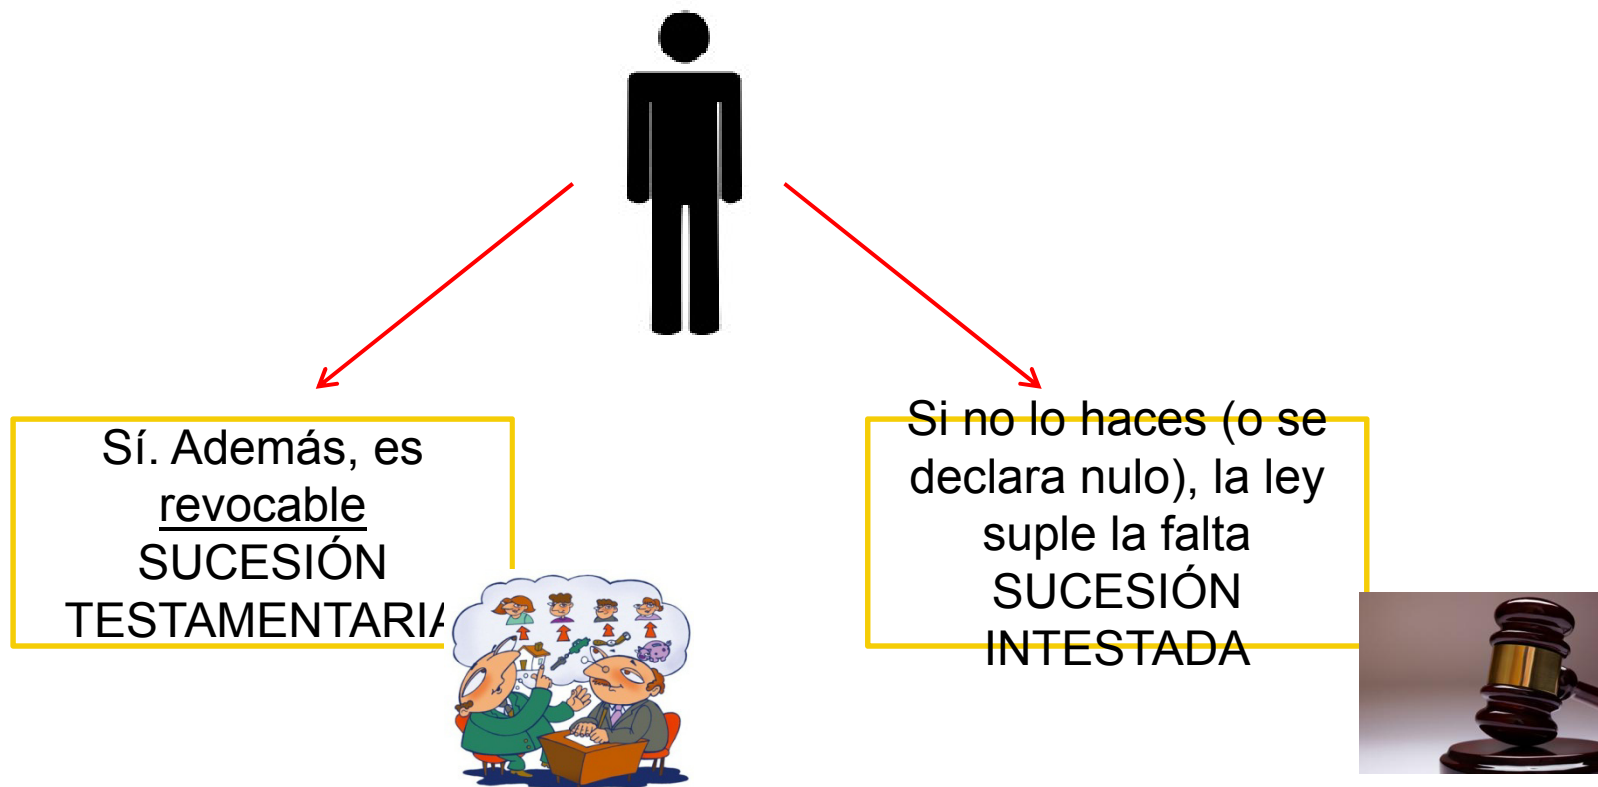 Sí. Además, es
revocable
SUCESIÓN
TESTAMENTARIA
Si no lo haces (o se
declara nulo), la ley
suple la falta
SUCESIÓN
INTESTADA